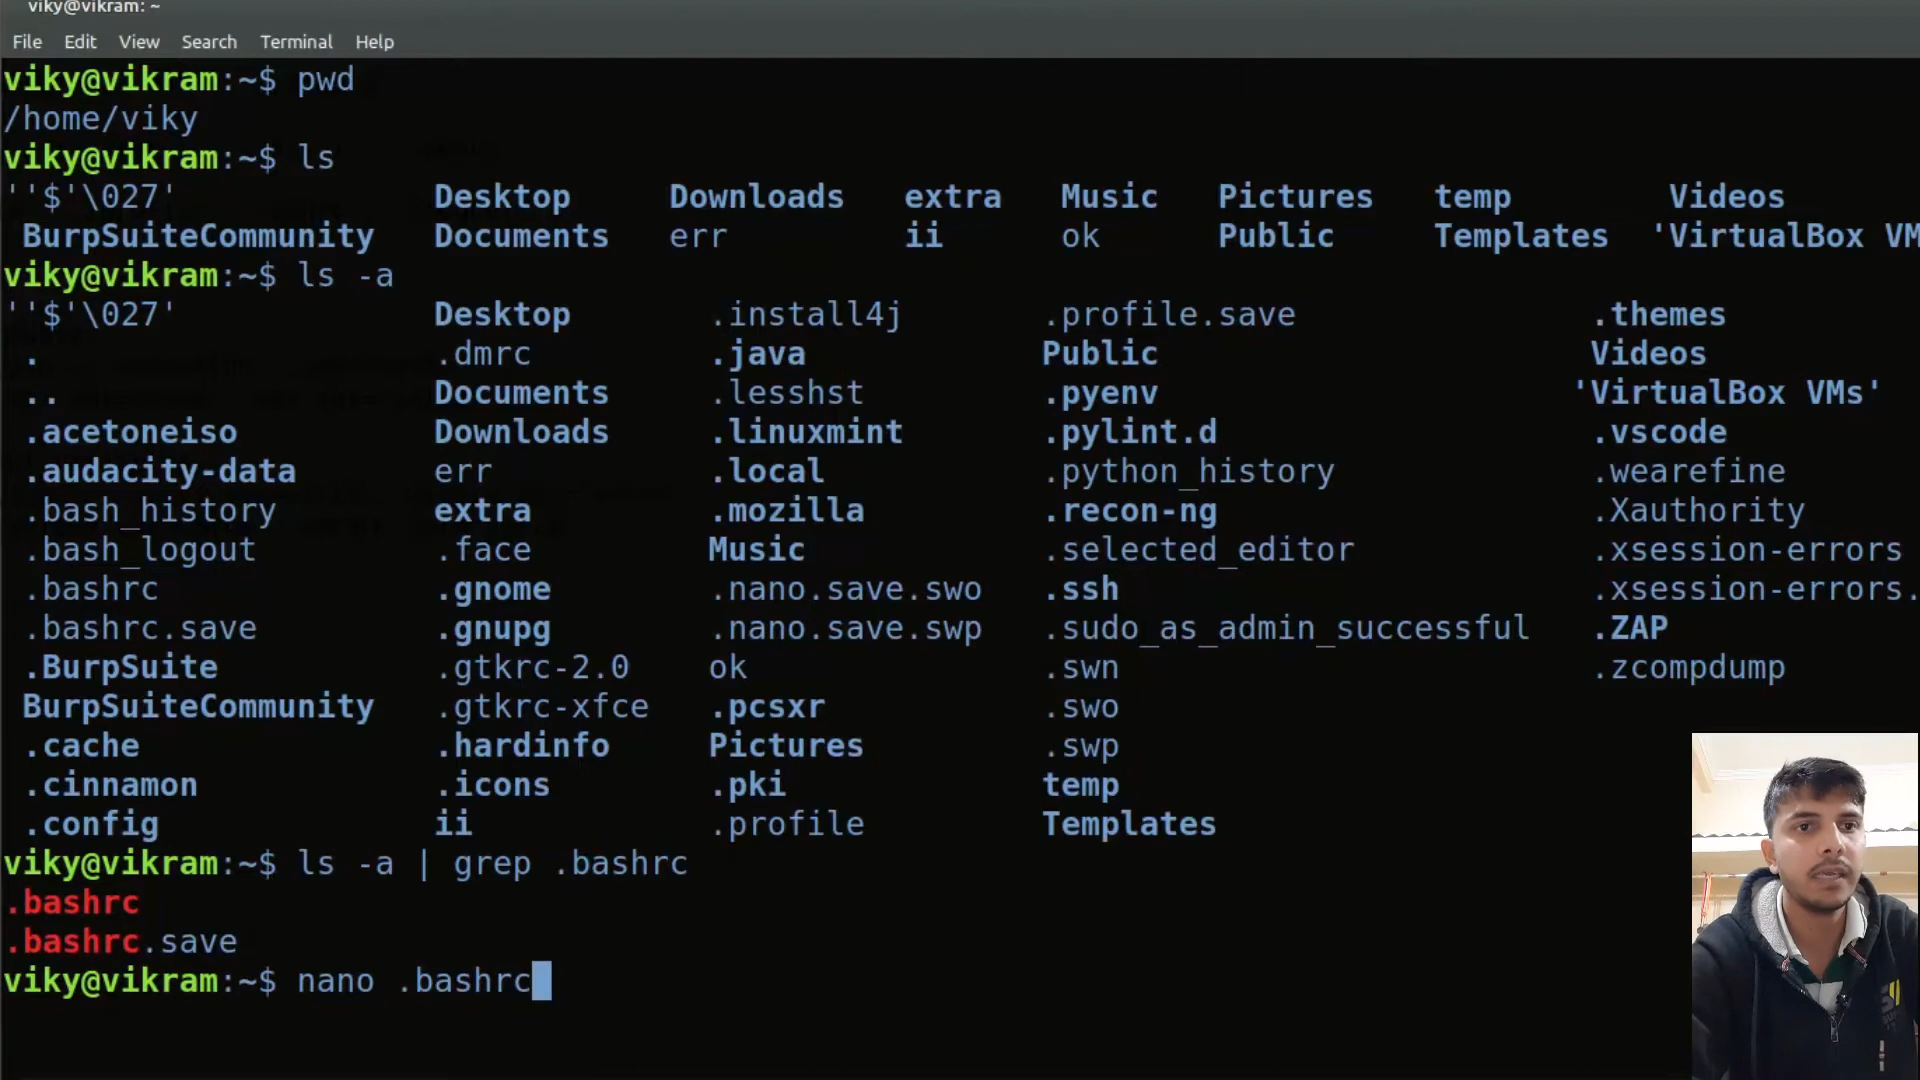 viky@vikram: ~
File Edit View Search Terminal Help
viky@vikram:~$ pwd
/home/viky
viky@vikram:~$ ls
''$'\027' Desktop Downloads extra Music Pictures temp Videos
BurpSuiteCommunity Documents err ii ok Public Templates 'VirtualBox VM
viky@vikram:~$ ls -a
''$'\027' Desktop .install4j .profile.save .themes
. .dmrc .java Public Videos
.. Documents .lesshst .pyenv 'VirtualBox VMs'
.acetoneiso Downloads .linuxmint .pylint.d .vscode
.audacity-data err .local .python_history .wearefine
.bash_history extra .mozilla .recon-ng .Xauthority
.bash_logout .face Music .selected_editor .xsession-errors
.bashrc .gnome .nano.save.swo .ssh .xsession-errors.
.bashrc.save .gnupg .nano.save.swp .sudo_as_admin_successful .ZAP
.BurpSuite .gtkrc-2.0 ok .swn .zcompdump
BurpSuiteCommunity .gtkrc-xfce .pcsxr .swo
.cache .hardinfo Pictures .swp
.cinnamon .icons .pki temp
.config ii .profile Templates
viky@vikram:~$ ls -a | grep .bashrc
.bashrc
.bashrc.save
viky@vikram:~$ nano .bashrc